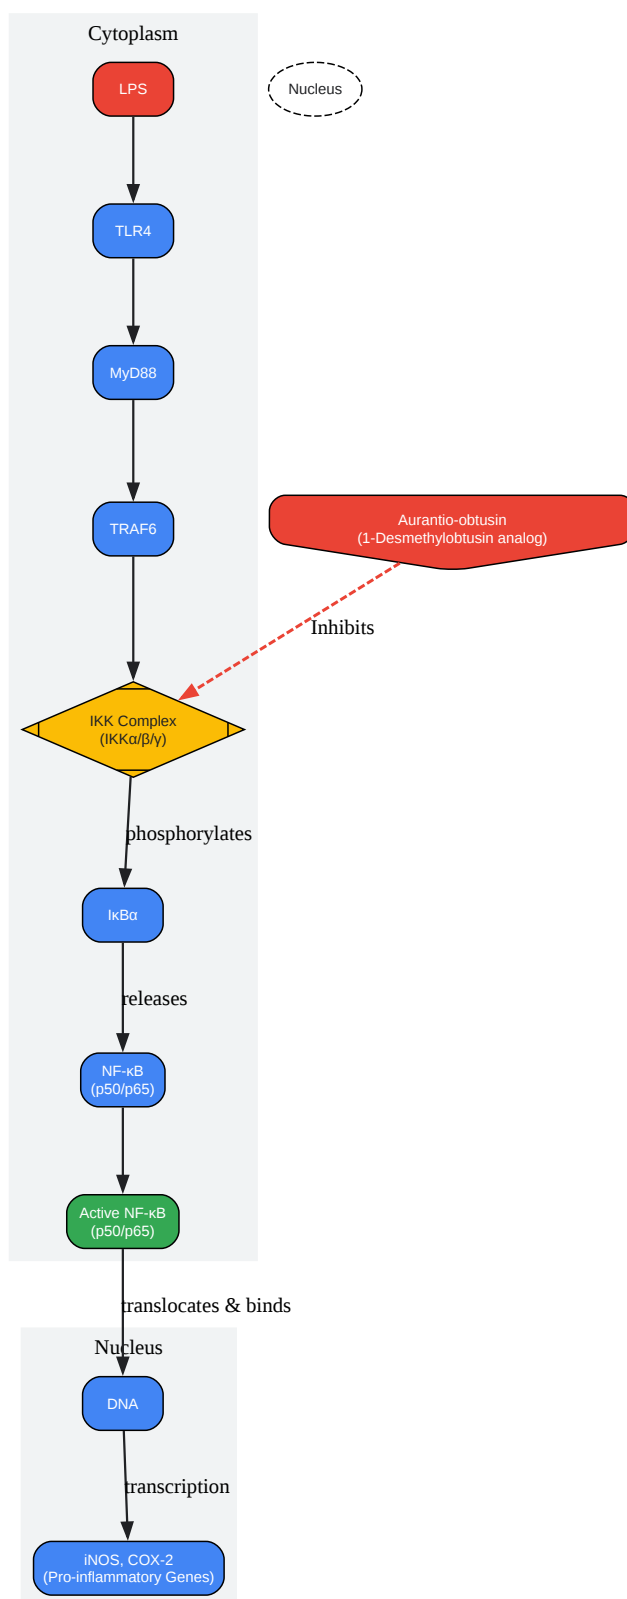 Cytoplasm
LPS
Nucleus
TLR4
MyD88
TRAF6
Aurantio-obtusin
(1-Desmethylobtusin analog)
Inhibits
IKK Complex
(IKKα/β/γ)
phosphorylates
IκBα
releases
NF-κB
(p50/p65)
Active NF-κB
(p50/p65)
translocates & binds
Nucleus
DNA
transcription
iNOS, COX-2
(Pro-inflammatory Genes)